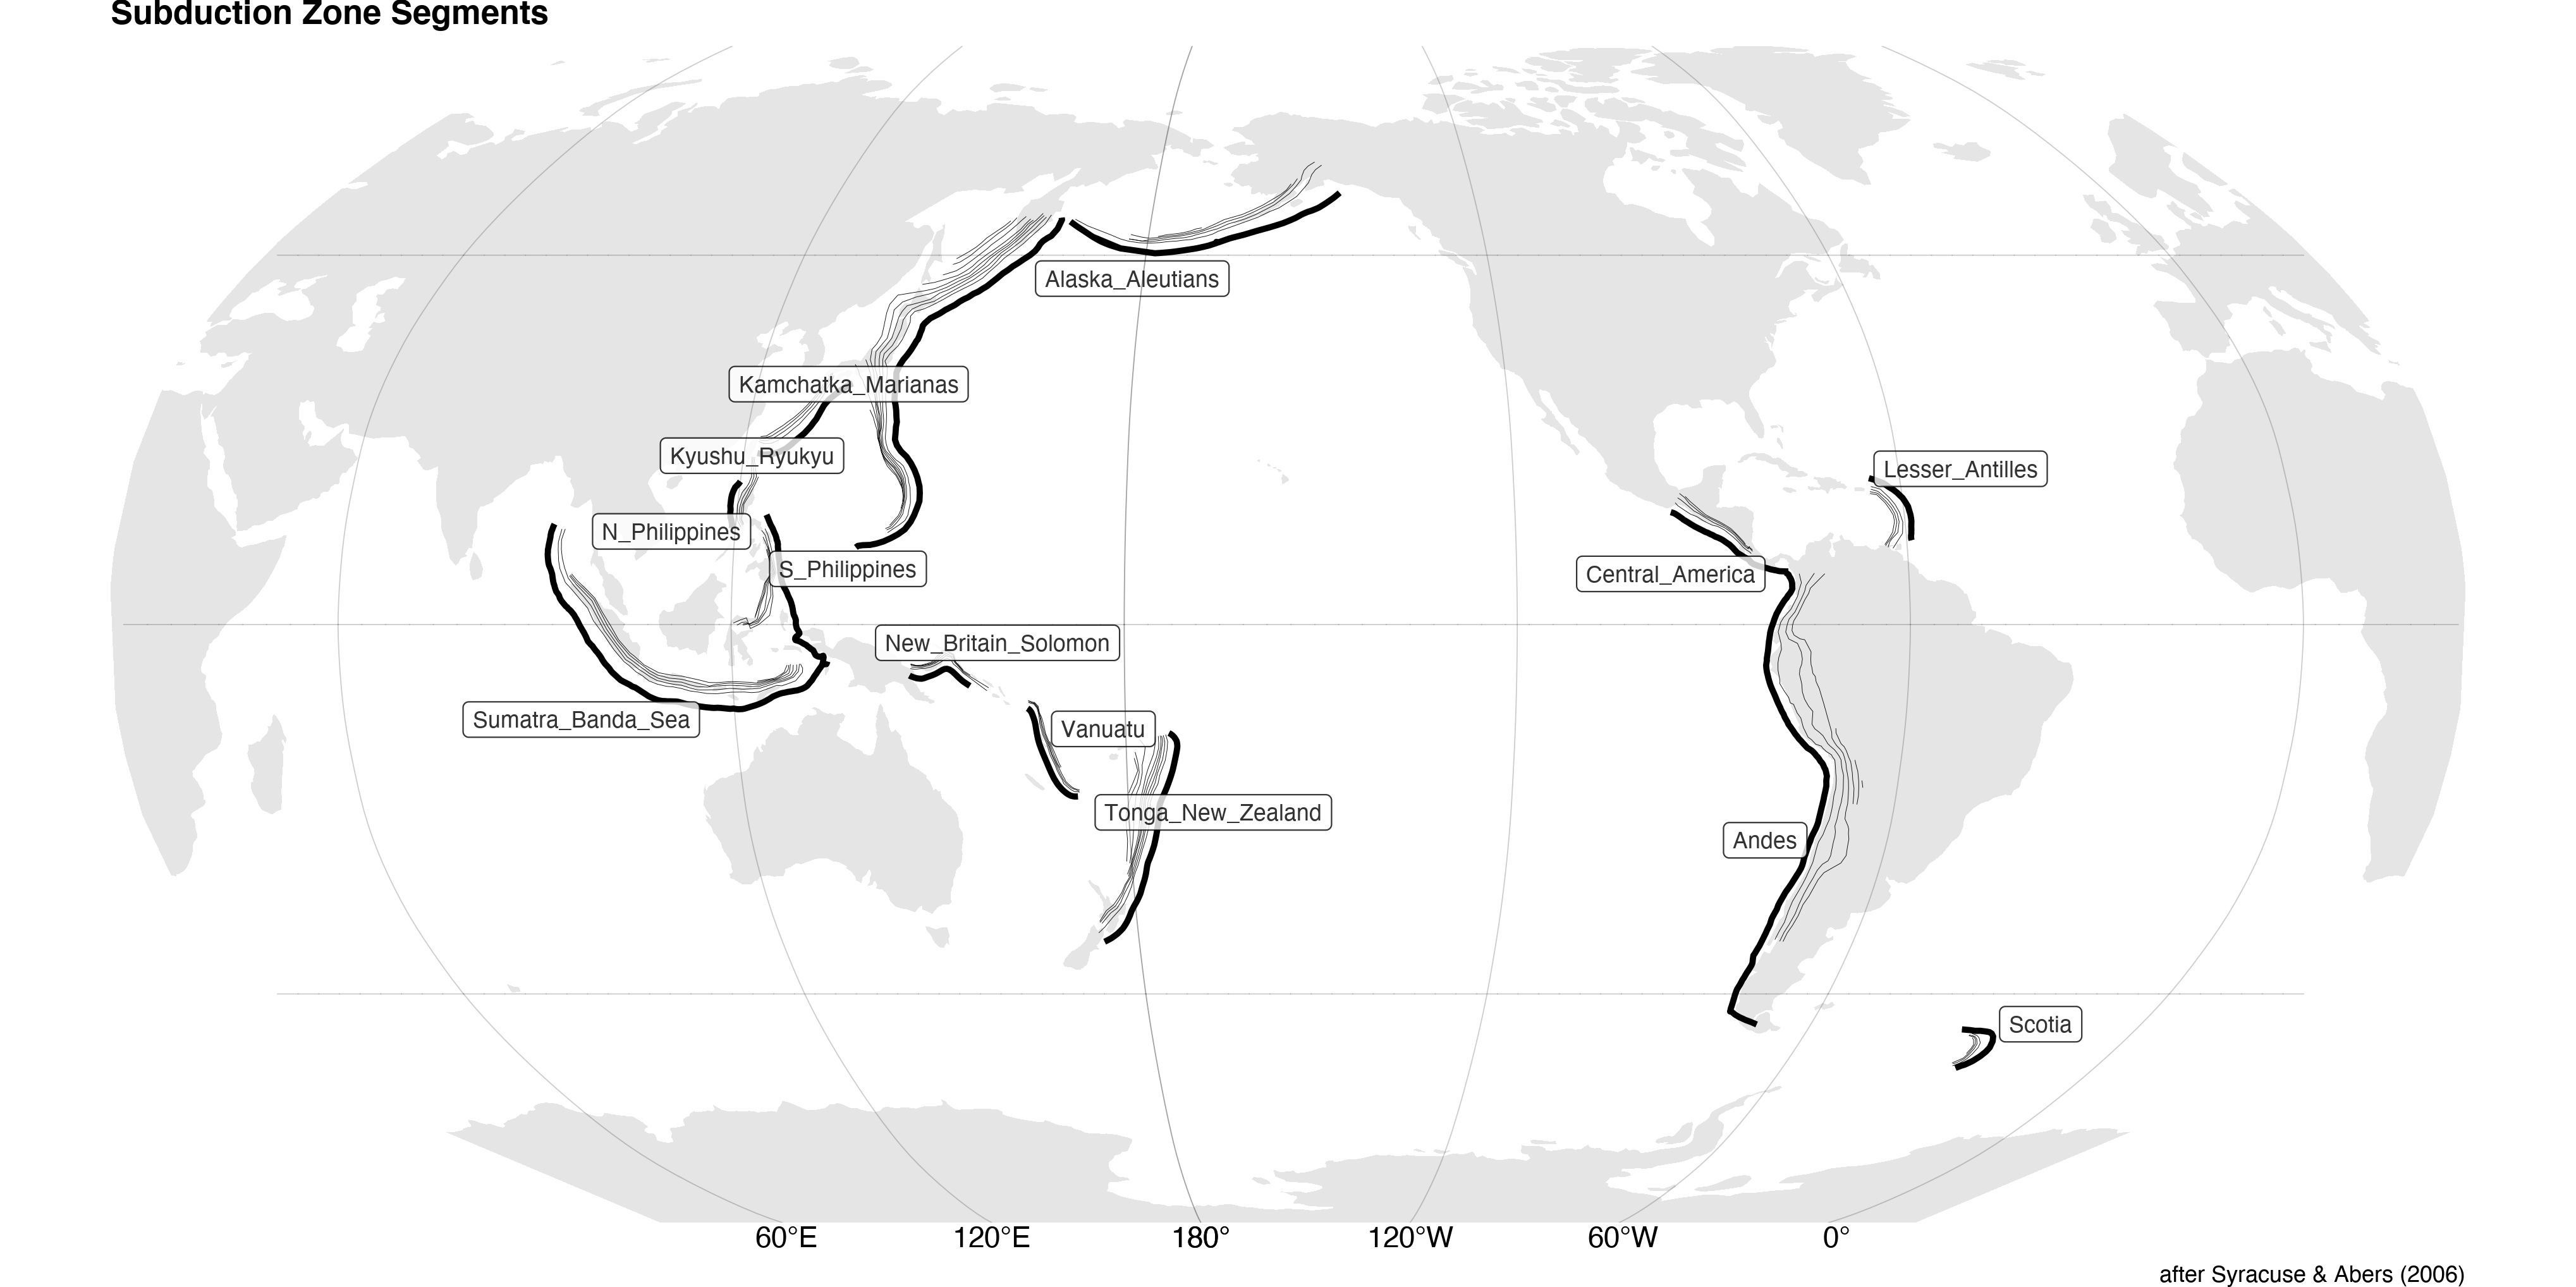 Subduction Zone Segments
Alaska_Aleutians
Kamchatka_Marianas
Kyushu_Ryukyu
Lesser_Antilles
N_Philippines
S_Philippines
Central_America
New_Britain_Solomon
Sumatra_Banda_Sea
Vanuatu
Tonga_New_Zealand
Andes
Scotia
60°E 120°E 180° 120°W 60°W 0°
after Syracuse & Abers (2006)